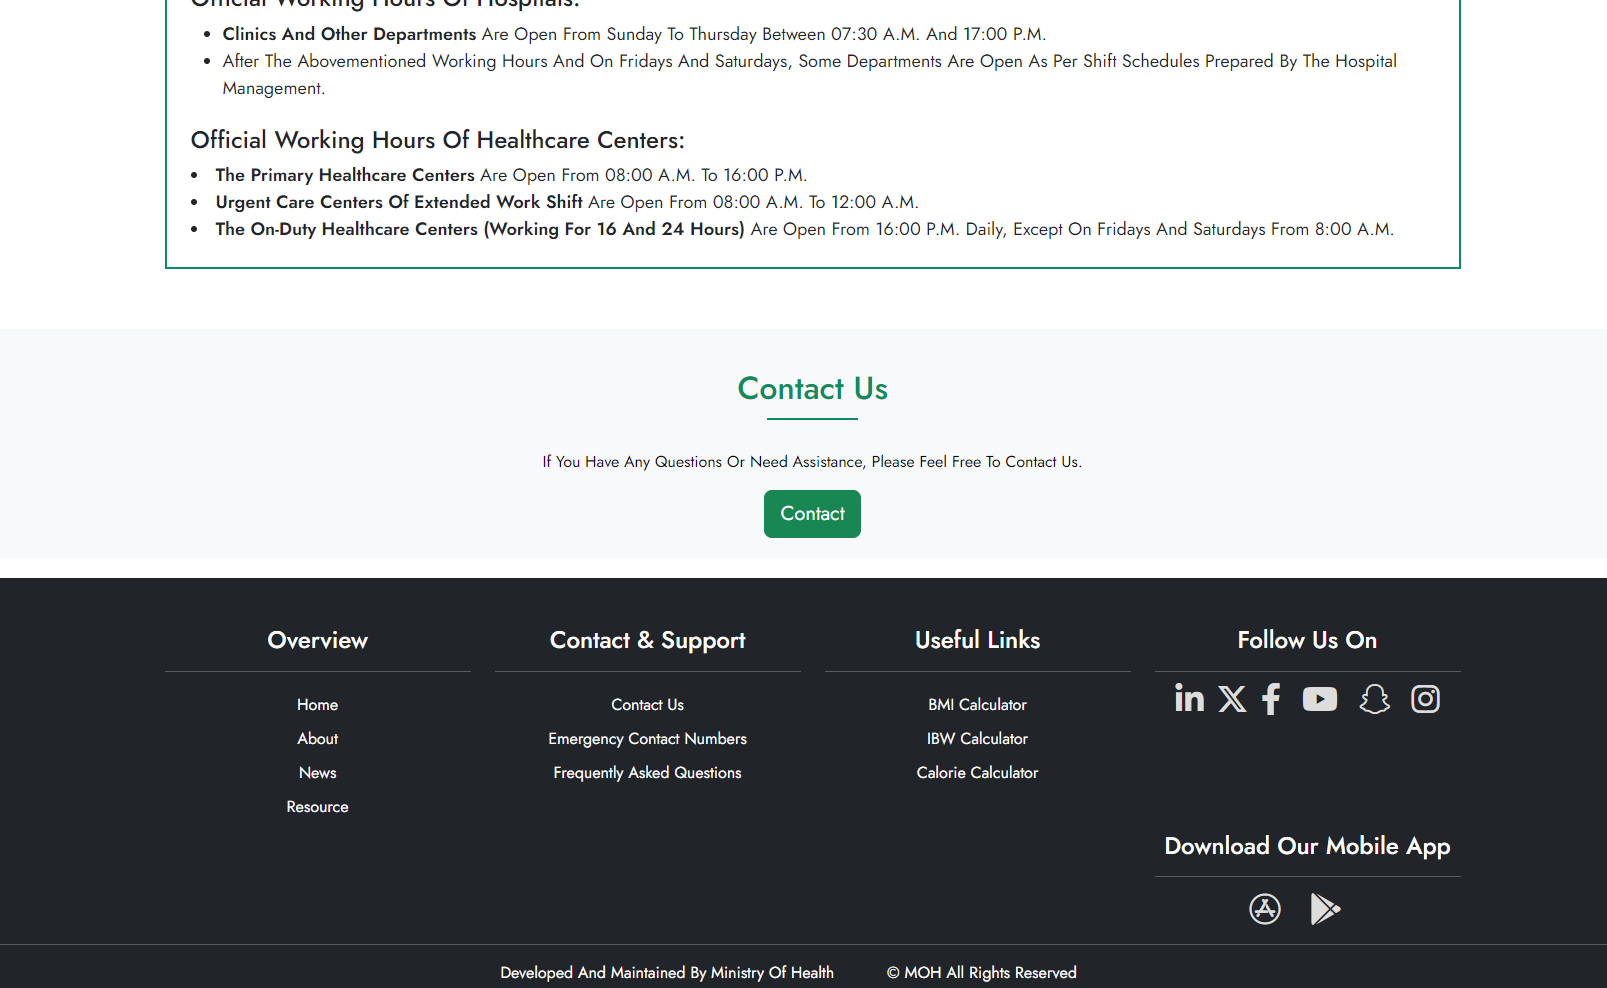 Official Working Hours Of Hospitals:
Clinics And Other Departments Are Open From Sunday To Thursday Between 07:30 A.M. And 17:00 P.M.
After The Abovementioned Working Hours And On Fridays And Saturdays, Some Departments Are Open As Per Shift Schedules Prepared By The Hospital
Management.
Official Working Hours Of Healthcare Centers:
The Primary Healthcare Centers Are Open From 08:00 A.M. To 16:00 P.M.
Urgent Care Centers Of Extended Work Shift Are Open From 08:00 A.M. To 12:00 A.M.
The On-Duty Healthcare Centers (Working For 16 And 24 Hours) Are Open From 16:00 P.M. Daily, Except On Fridays And Saturdays From 8:00 A.M.
Contact Us
If You Have Any Questions Or Need Assistance, Please Feel Free To Contact Us.
Contact
Overview
Home
About
News
Resource
Contact & Support
Contact Us
Emergency Contact Numbers
Frequently Asked Questions
Useful Links
BMI Calculator
IBW Calculator
Calorie Calculator
Follow Us On
Download Our Mobile App
Developed And Maintained By Ministry Of Health
© MOH All Rights Reserved